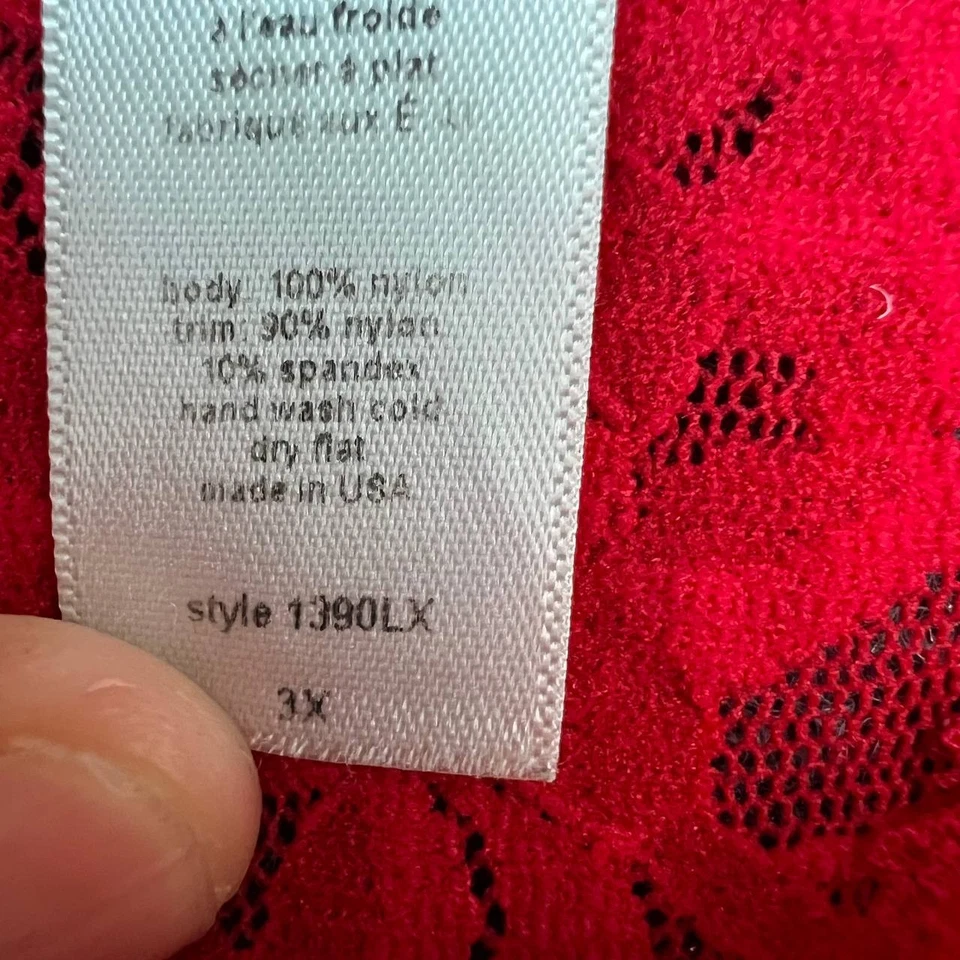 à l'eau froide
sécher à plat
fabriqué aux É.-U.
body: 100% nylon
trim: 90% nylon,
10% spandex
hand wash cold
dry flat
made in USA
style 1390LX
3X